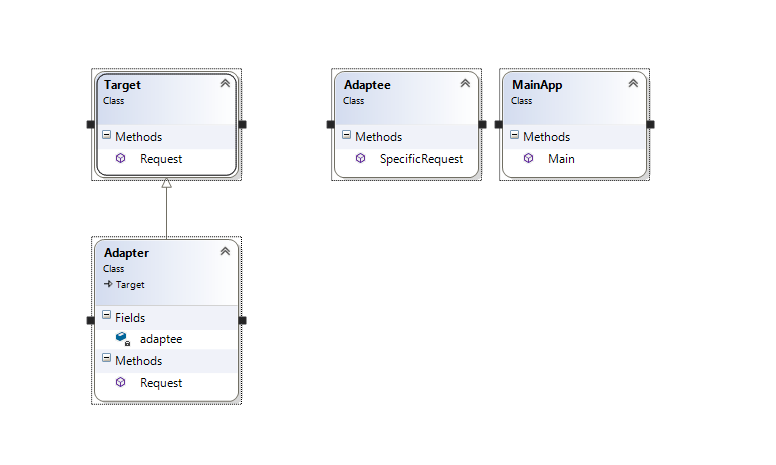 Target
Class
Methods
Request
Adaptee
Class
Methods
SpecificRequest
MainApp
Class
Methods
Main
Adapter
Class
Target
Fields
adaptee
Methods
Request